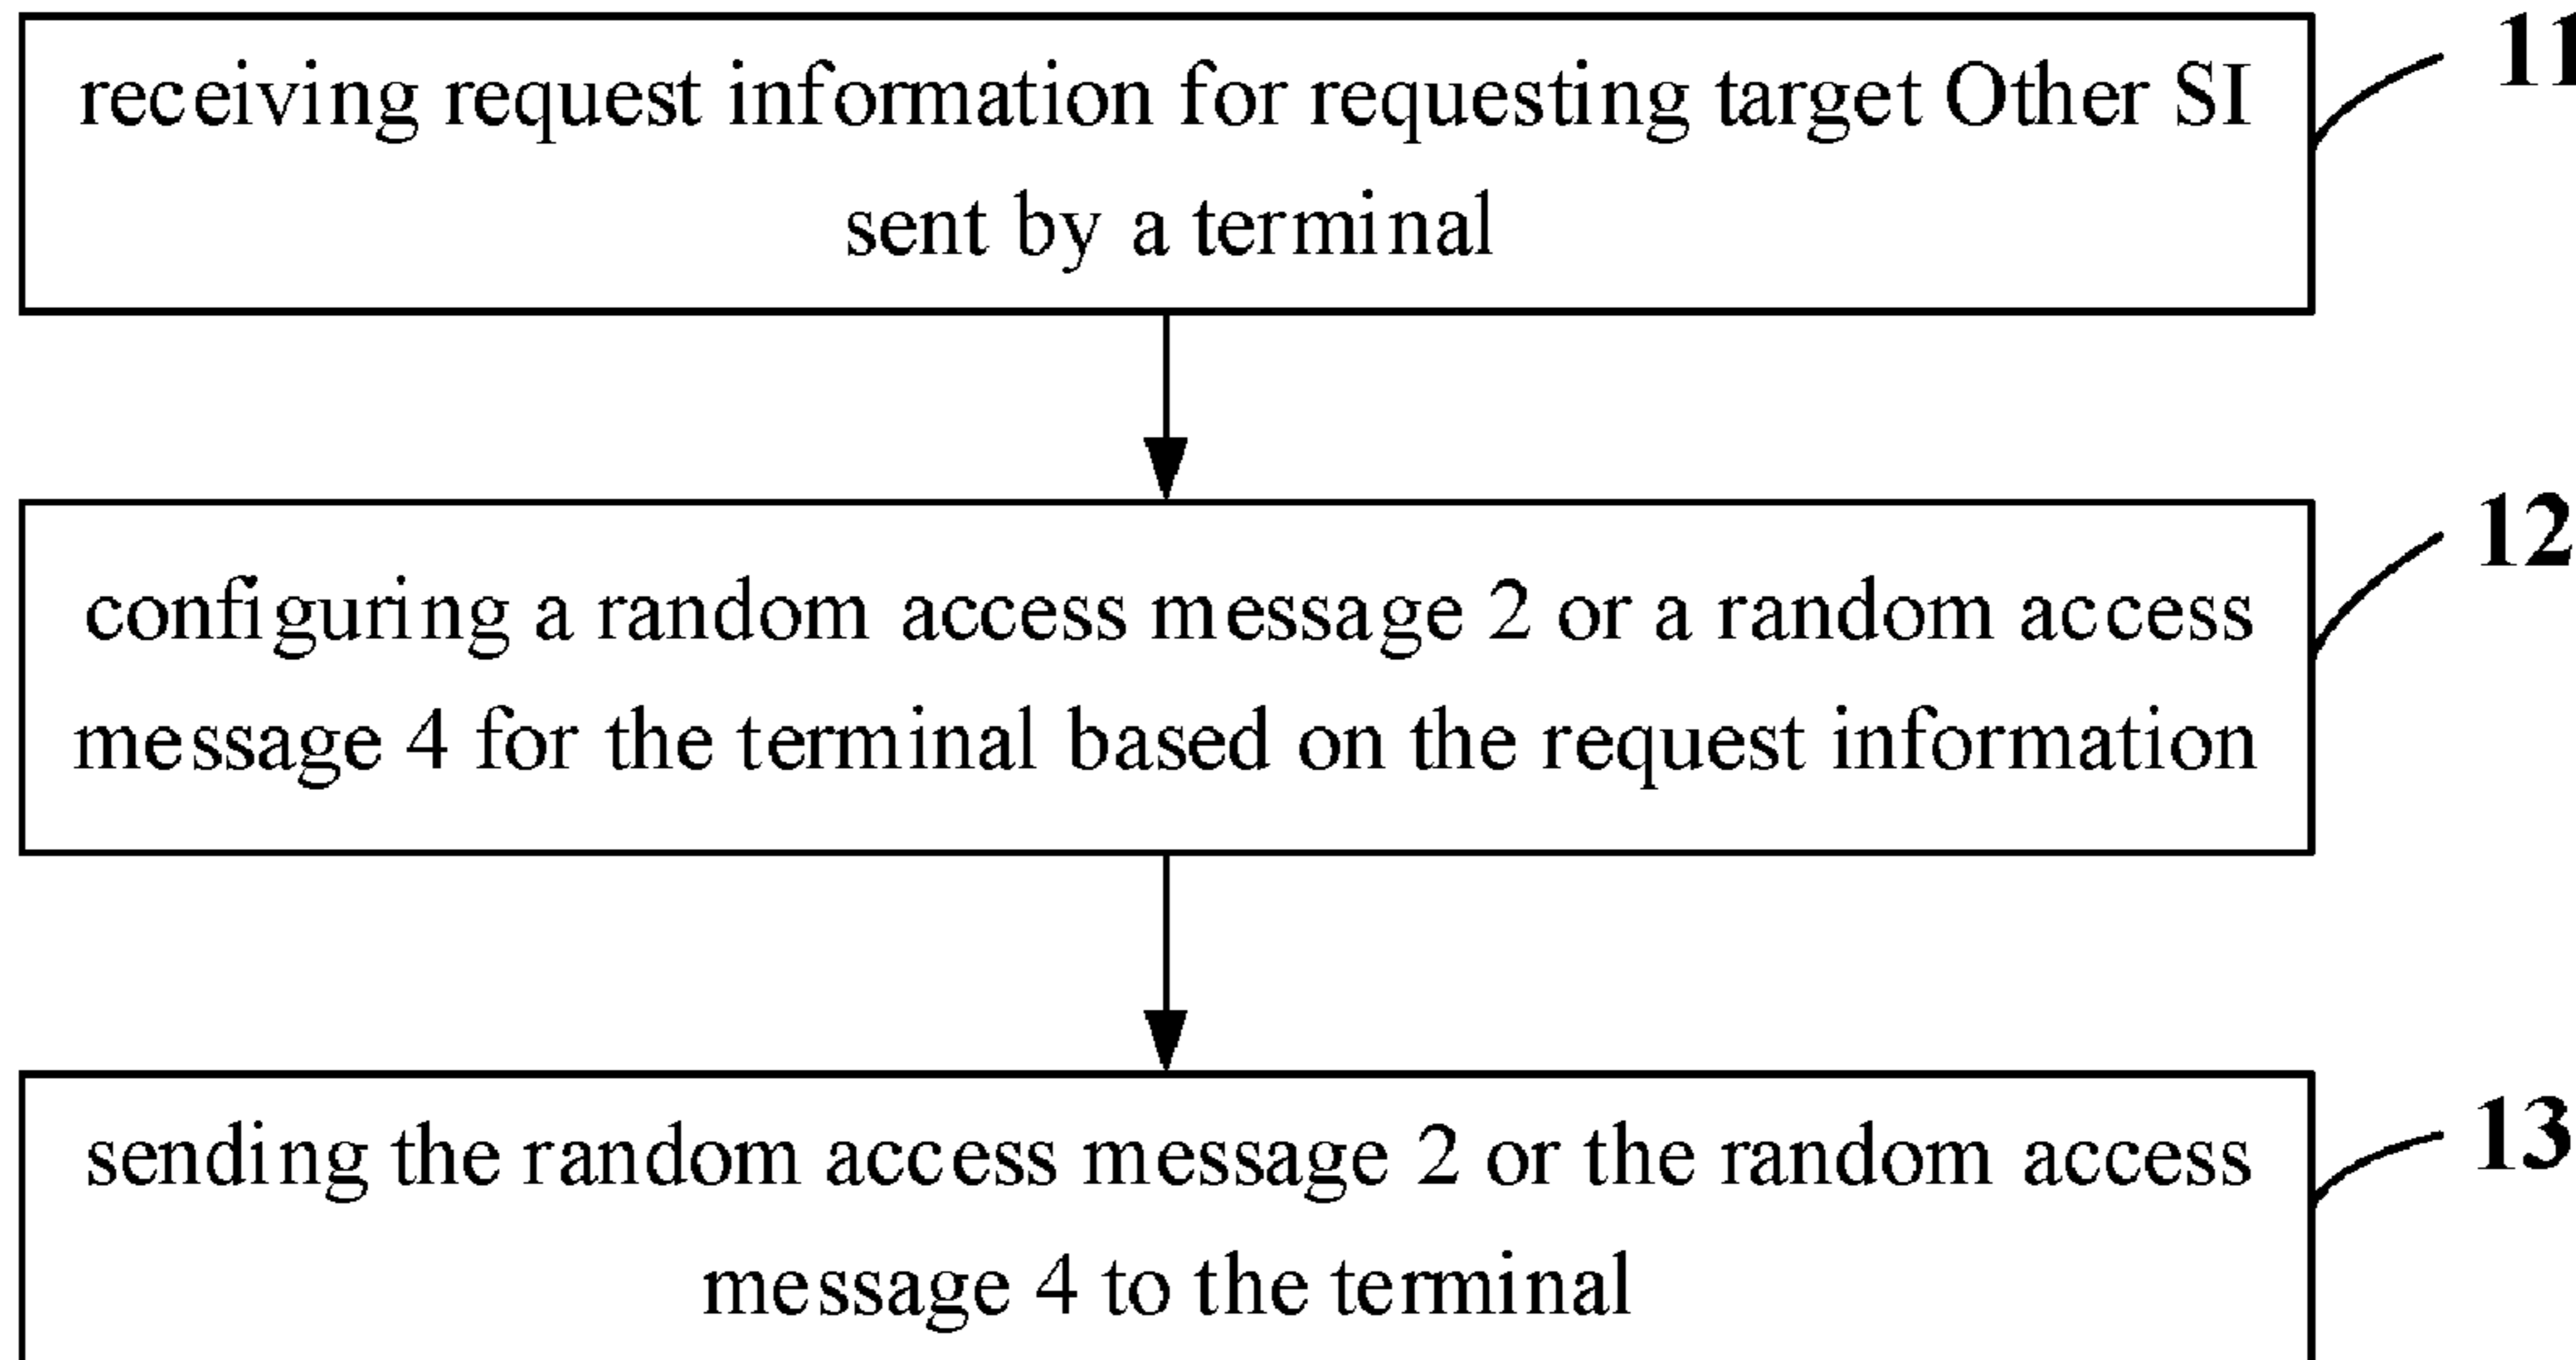 receiving request information for requesting target Other SI
sent by a terminal
11
configuring a random access message 2 or a random access
message 4 for the terminal based on the request information
12
sending the random access message 2 or the random access
message 4 to the terminal
13